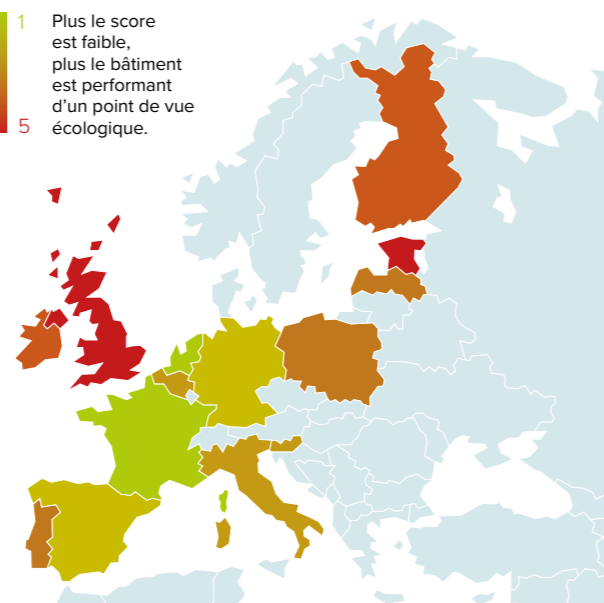 1
Plus le score
est faible,
plus le bâtiment
est performant
d’un point de vue
5
écologique.